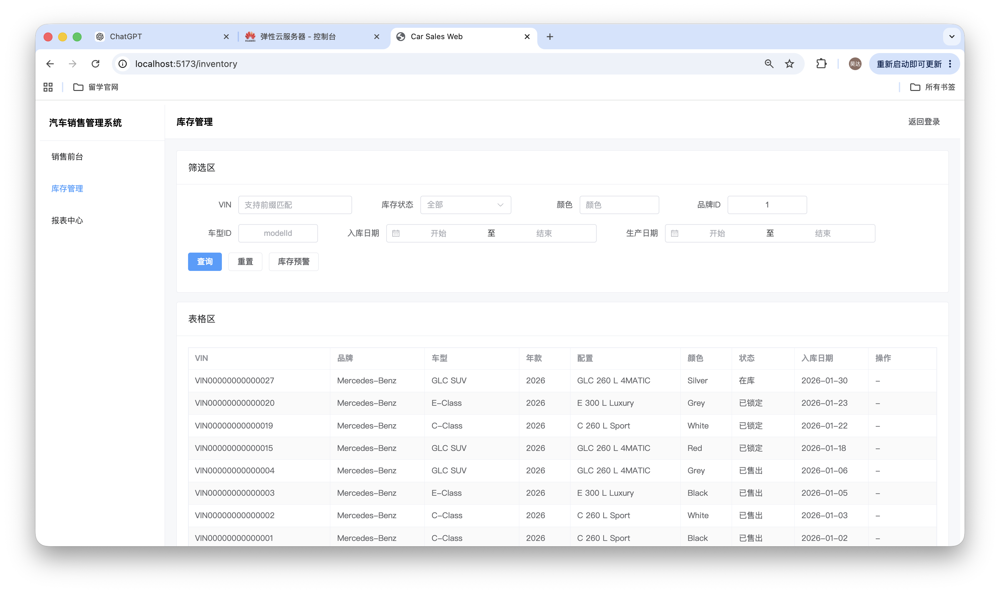 ChatGPT
弹性云服务器 - 控制台
Car Sales Web
localhost:5173/inventory
昊达
重新启动即可更新
留学官网
所有书签
汽车销售管理系统
库存管理
返回登录
销售前台
库存管理
报表中心
筛选区
VIN 支持前缀匹配 库存状态 全部 颜色 颜色 品牌ID 1
车型ID modelId 入库日期 开始 至 结束 生产日期 开始 至 结束
查询 重置 库存预警
表格区
VIN 品牌 车型 年款 配置 颜色 状态 入库日期 操作
VIN00000000000027 Mercedes-Benz GLC SUV 2026 GLC 260 L 4MATIC Silver 在库 2026-01-30 -
VIN00000000000020 Mercedes-Benz E-Class 2026 E 300 L Luxury Grey 已锁定 2026-01-23 -
VIN00000000000019 Mercedes-Benz C-Class 2026 C 260 L Sport White 已锁定 2026-01-22 -
VIN00000000000015 Mercedes-Benz GLC SUV 2026 GLC 260 L 4MATIC Red 已锁定 2026-01-18 -
VIN00000000000004 Mercedes-Benz GLC SUV 2026 GLC 260 L 4MATIC Grey 已售出 2026-01-06 -
VIN00000000000003 Mercedes-Benz E-Class 2026 E 300 L Luxury Black 已售出 2026-01-05 -
VIN00000000000002 Mercedes-Benz C-Class 2026 C 260 L Sport White 已售出 2026-01-03 -
VIN00000000000001 Mercedes-Benz C-Class 2026 C 260 L Sport Black 已售出 2026-01-02 -